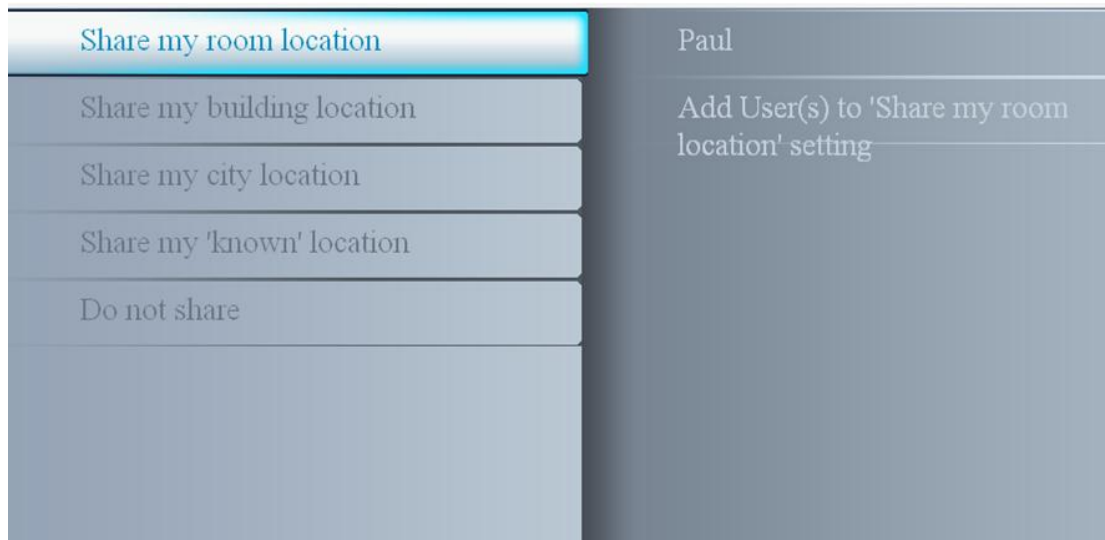 Share my room location
Share my building location
Share my city location
Share my 'known' location
Do not share
Paul
Add User(s) to 'Share my room
location' setting